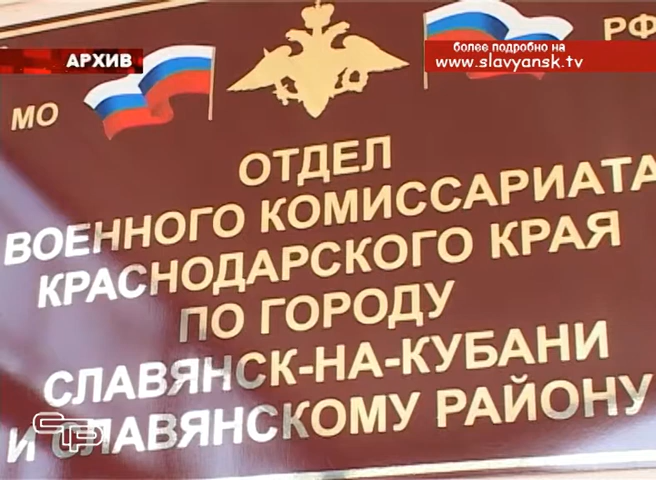 АРХИВ
более подробно на
www.slavyansk.tv
МО
РФ
ОТДЕЛ
ВОЕННОГО КОМИССАРИАТА
КРАСНОДАРСКОГО КРАЯ
ПО ГОРОДУ
СЛАВЯНСК-НА-КУБАНИ
И СЛАВЯНСКОМУ РАЙОНУ